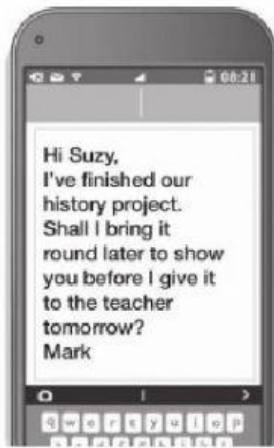 08:21
Hi Suzy,
I've finished our
history project.
Shall I bring it
round later to show
you before I give it
to the teacher
tomorrow?
Mark
q w e r t y u i o p